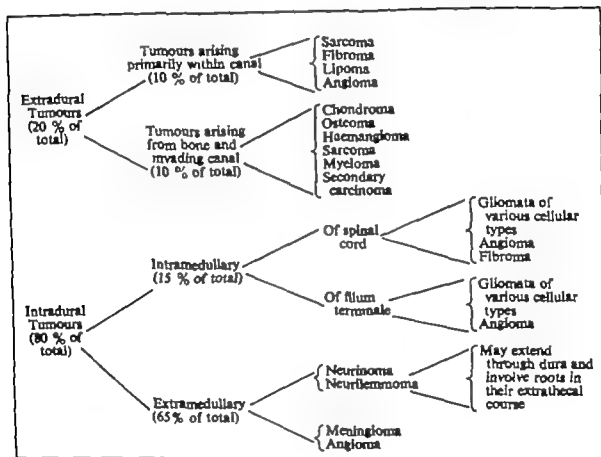 Extradural
Tumours
(20 % of
total)
Tumours arising
primarily within canal
(10 % of total)
Sarcoma
Fibroma
Lipoma
Angioma
Tumours arising
from bone and
invading canal
(10 % of total)
Chondroma
Osteoma
Haemangioma
Sarcoma
Myeloma
Secondary
carcinoma
Intradural
Tumours
(80 % of
total)
Intramedullary
(15 % of total)
Of spinal
cord
Gliomata of
various cellular
types
Angioma
Fibroma
Of filum
terminale
Gliomata of
various cellular
types
Angioma
Extramedullary
(65% of total)
Neurinoma
Neurilemmoma
May extend
through dura and
involve roots in
their extrathecal
course
Meningioma
Angioma